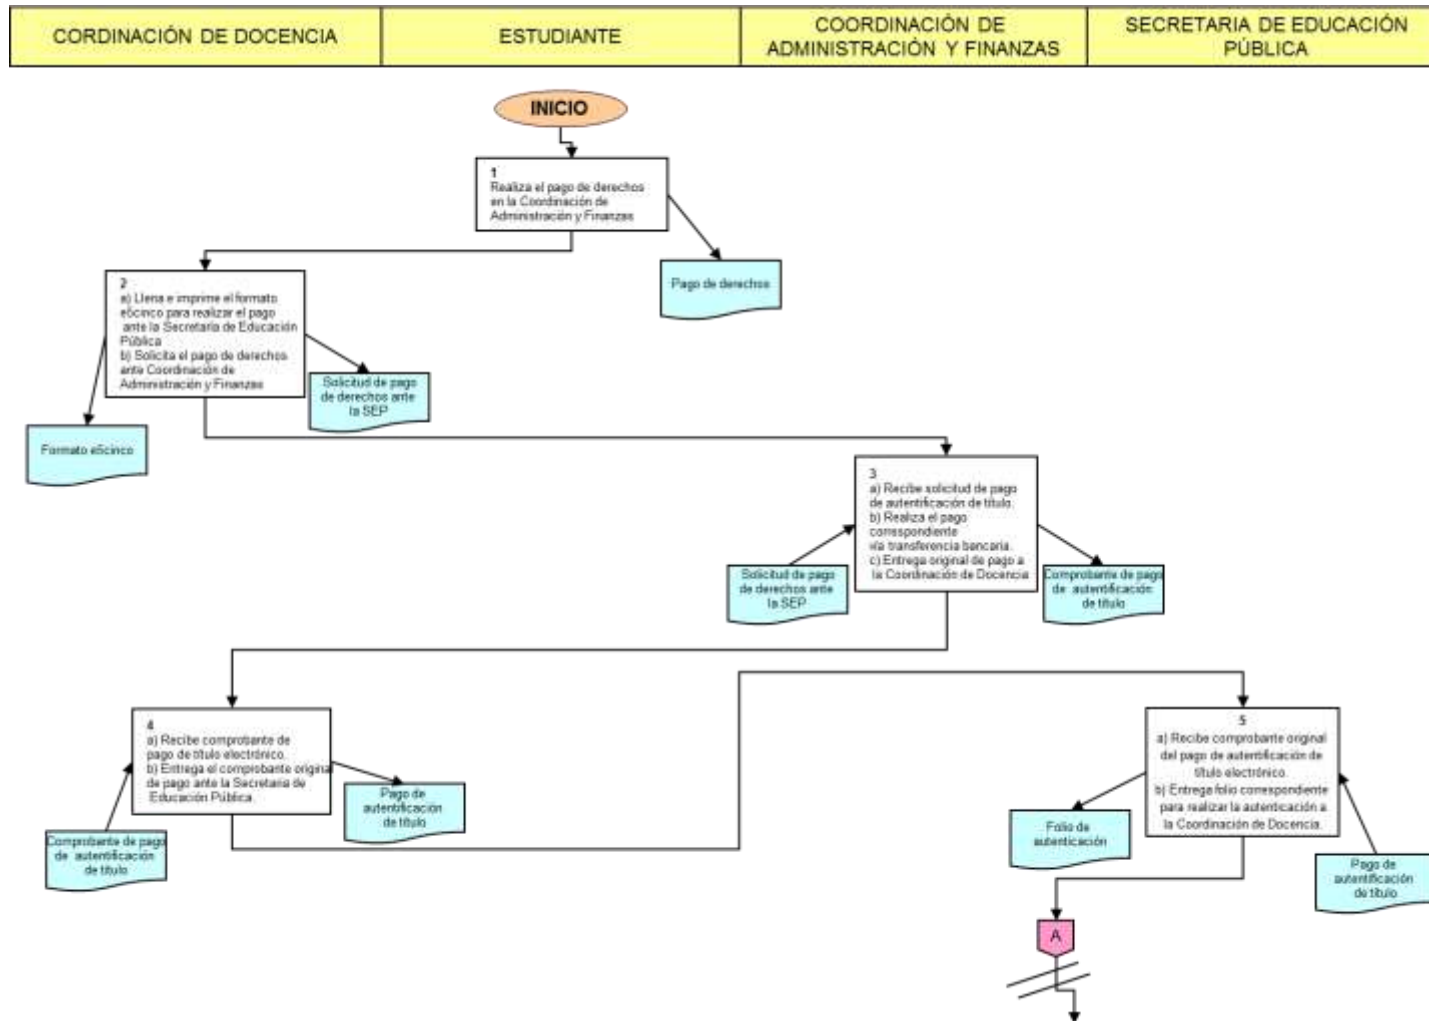 CORDINACIÓN DE DOCENCIA
ESTUDIANTE
COORDINACIÓN DE
ADMINISTRACIÓN Y FINANZAS
SECRETARIA DE EDUCACIÓN
PÚBLICA
INICIO
1
Realiza el pago de derechos
en la Coordinación de
Administración y Finanzas
Pago de derechos
2
a) Llena e imprime el formato
e5cinco para realizar el pago
ante la Secretaría de Educación
Pública
b) Solicita el pago de derechos
ante Coordinación de
Administración y Finanzas
Solicitud de pago
de derechos ante
la SEP
Formato e5cinco
3
a) Recibe solicitud de pago
de autentificación de título.
b) Realiza el pago
correspondiente
vía transferencia bancaria.
c) Entrega original de pago a
la Coordinación de Docencia
Solicitud de pago
de derechos ante
la SEP
Comprobante de pago
de autentificación
de título
4
a) Recibe comprobante de
pago de título electrónico.
b) Entrega el comprobante original
de pago ante la Secretaria de
Educación Pública.
Pago de
autentificación
de título
Comprobante de pago
de autentificación
de título
5
a) Recibe comprobante original
del pago de autentificación de
título electrónico.
b) Entrega folio correspondiente
para realizar la autenticación a
la Coordinación de Docencia.
Folio de
autenticación
Pago de
autentificación
de título
A